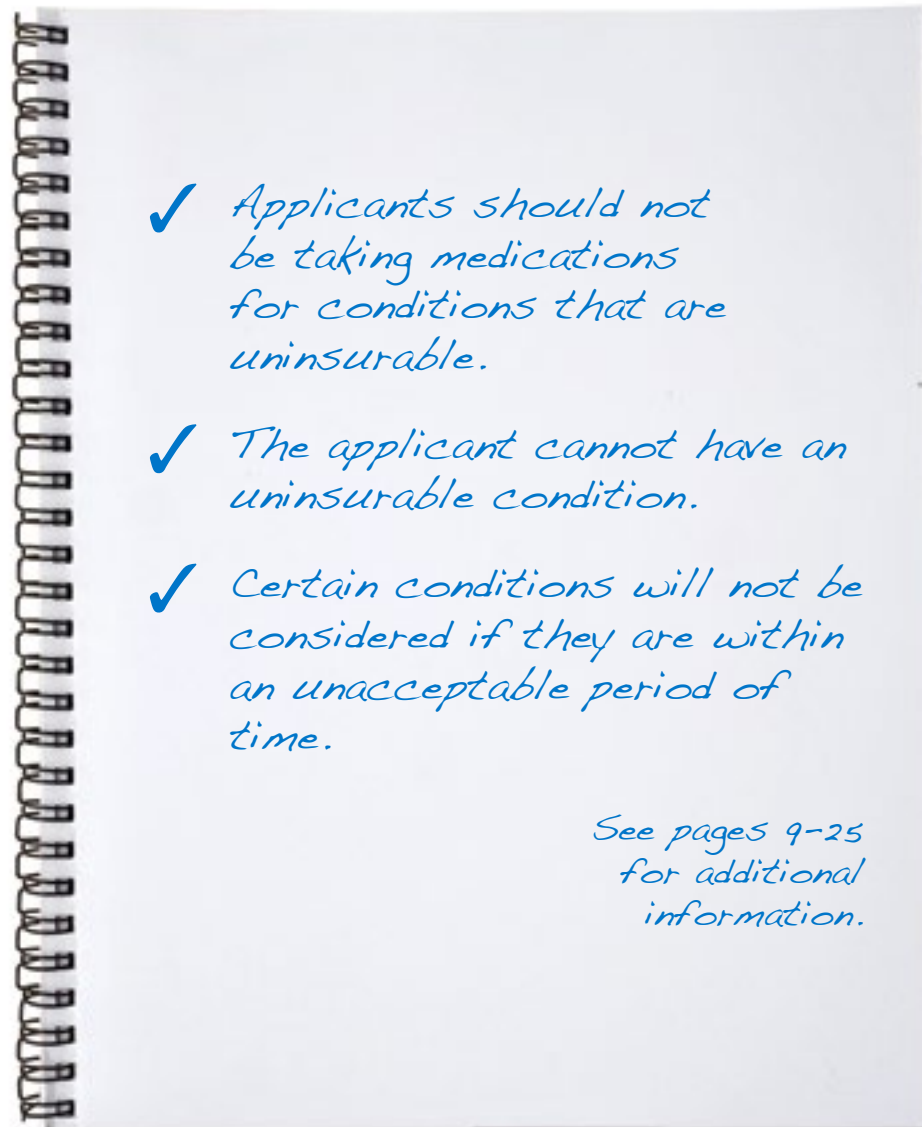 ✓ Applicants should not
be taking medications
for conditions that are
uninsurable.
✓ The applicant cannot have an
uninsurable condition.
✓ Certain conditions will not be
considered if they are within
an unacceptable period of
time.
See pages 9-25
for additional
information.